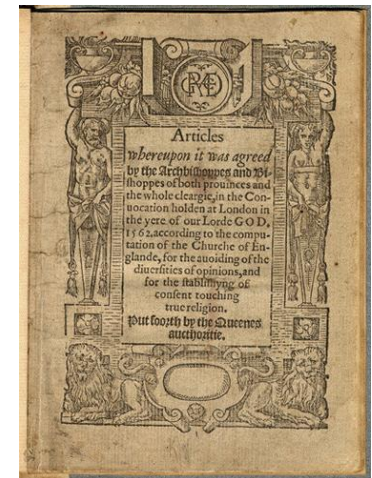 Articles
whereupon it was agreed
by the Archbishoppes and Bi-
shoppes of both prouinces and
the whole cleargie, in the Con-
uocation holden at London in
the yere of our Lorde GOD.
1562. according to the compu-
tation of the Churche of En-
glande, for the auoiding of the
diuersities of opinions, and
for the stablishyng of
consent touching
true religion.
Put foorth by the Queenes
aucthoritie.